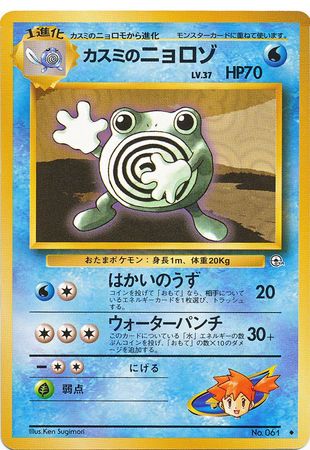 1進化
カスミのニョロモから進化
モンスターカードに重ねて使います。
カスミのニョロゾ
LV.37 HP70
おたまポケモン：身長1m、体重20Kg
はかいのうず 20
コインを投げて「おもて」なら、相手についているエネルギーカードを1枚選び、トラッシュする。
ウォーターパンチ 30+
このカードについている「水」エネルギーの数ぶんコインを投げて、「おもて」の数×10のダメージを追加する。
にげる
弱点
Illus.Ken Sugimori
No.061